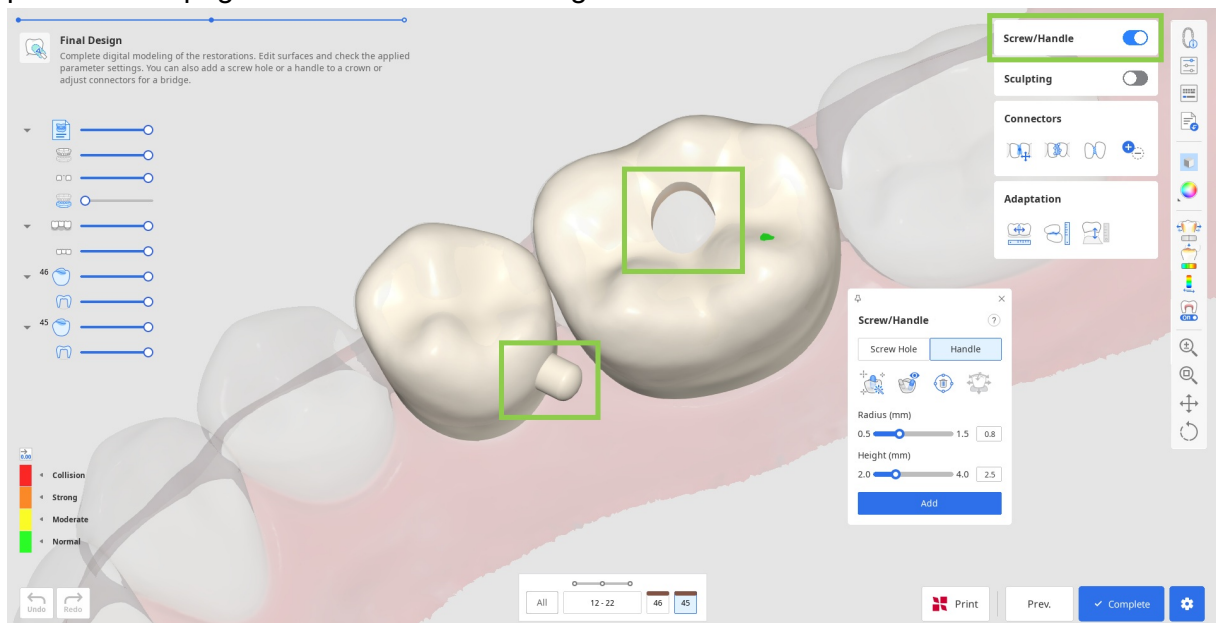 Final Design
Complete digital modeling of the restorations. Edit surfaces and check the applied
parameter settings. You can also add a screw hole or a handle to a crown or
adjust connectors for a bridge.
Screw/Handle
Sculpting
Connectors
Adaptation
46
45
Screw/Handle
?
Screw Hole
Handle
Radius (mm)
0.5
1.5
0.8
Height (mm)
2.0
4.0
2.5
Add
ON
0.00
Collision
Strong
Moderate
Normal
Undo
Redo
All
12 - 22
46
45
Print
Prev.
Complete